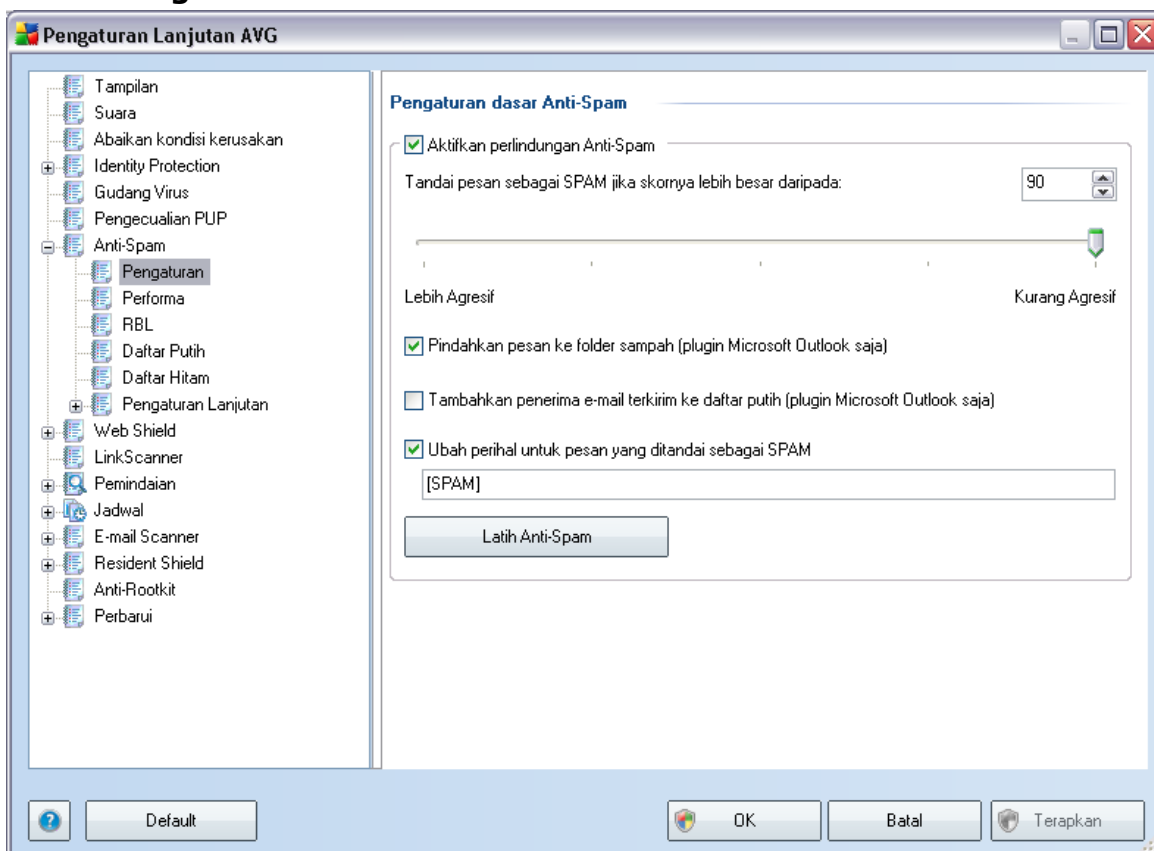 Pengaturan Lanjutan AVG
Tampilan
Suara
Abaikan kondisi kerusakan
Identity Protection
Gudang Virus
Pengecualian PUP
Anti-Spam
Pengaturan
Performa
RBL
Daftar Putih
Daftar Hitam
Pengaturan Lanjutan
Web Shield
LinkScanner
Pemindaian
Jadwal
E-mail Scanner
Resident Shield
Anti-Rootkit
Perbarui
Pengaturan dasar Anti-Spam
Aktifkan perlindungan Anti-Spam
Tandai pesan sebagai SPAM jika skornya lebih besar daripada: 90
Lebih Agresif Kurang Agresif
Pindahkan pesan ke folder sampah (plugin Microsoft Outlook saja)
Tambahkan penerima e-mail terkirim ke daftar putih (plugin Microsoft Outlook saja)
Ubah perihal untuk pesan yang ditandai sebagai SPAM
[SPAM]
Latih Anti-Spam
Default OK Batal Terapkan